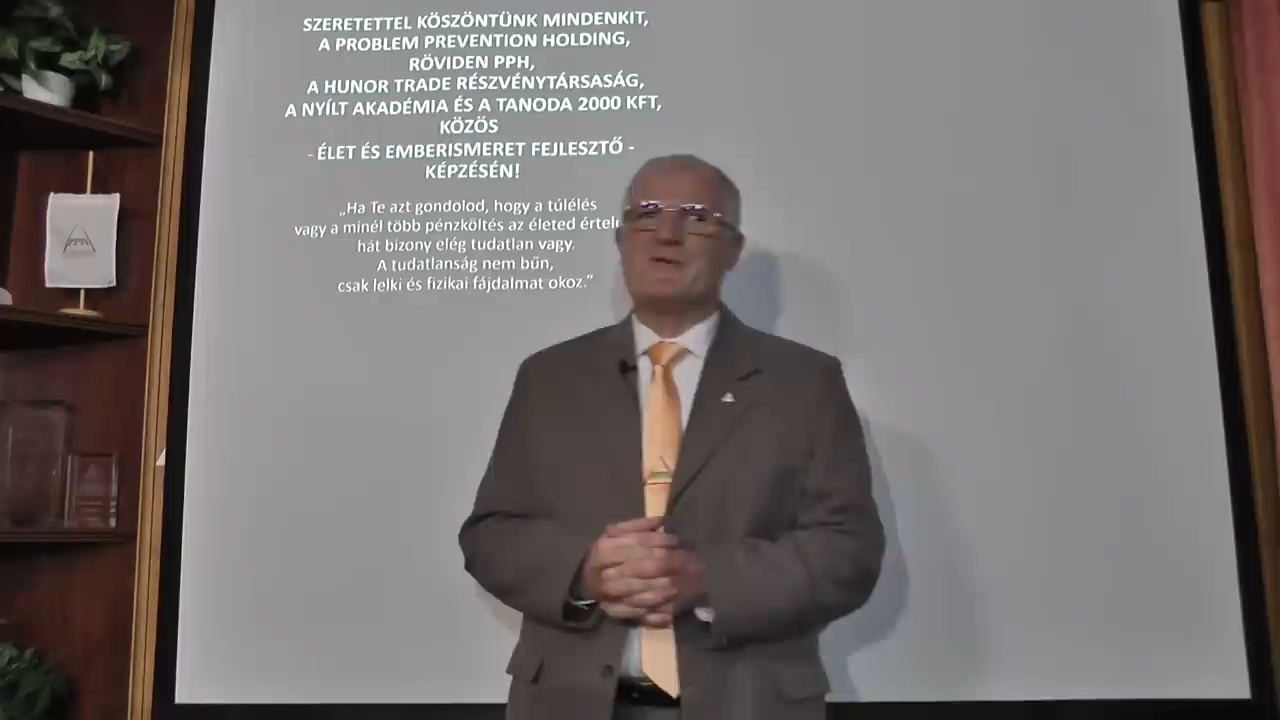 SZERETETTEL KÖSZÖNTÜNK MINDENKIT,
A PROBLEM PREVENTION HOLDING,
RÖVIDEN PPH,
A HUNOR TRADE RÉSZVÉNYTÁRSASÁG,
A NYÍLT AKADÉMIA ÉS A TANODA 2000 KFT,
KÖZÖS
- ÉLET ÉS EMBERISMERET FEJLESZTŐ -
KÉPZÉSÉN!
„Ha Te azt gondolod, hogy a túlélés
vagy a minél több pénzköltés az életed
hát bizony elég tudatlan vagy.
A tudatlanság nem bűn,
csak lelki és fizikai fájdalmat okoz.”